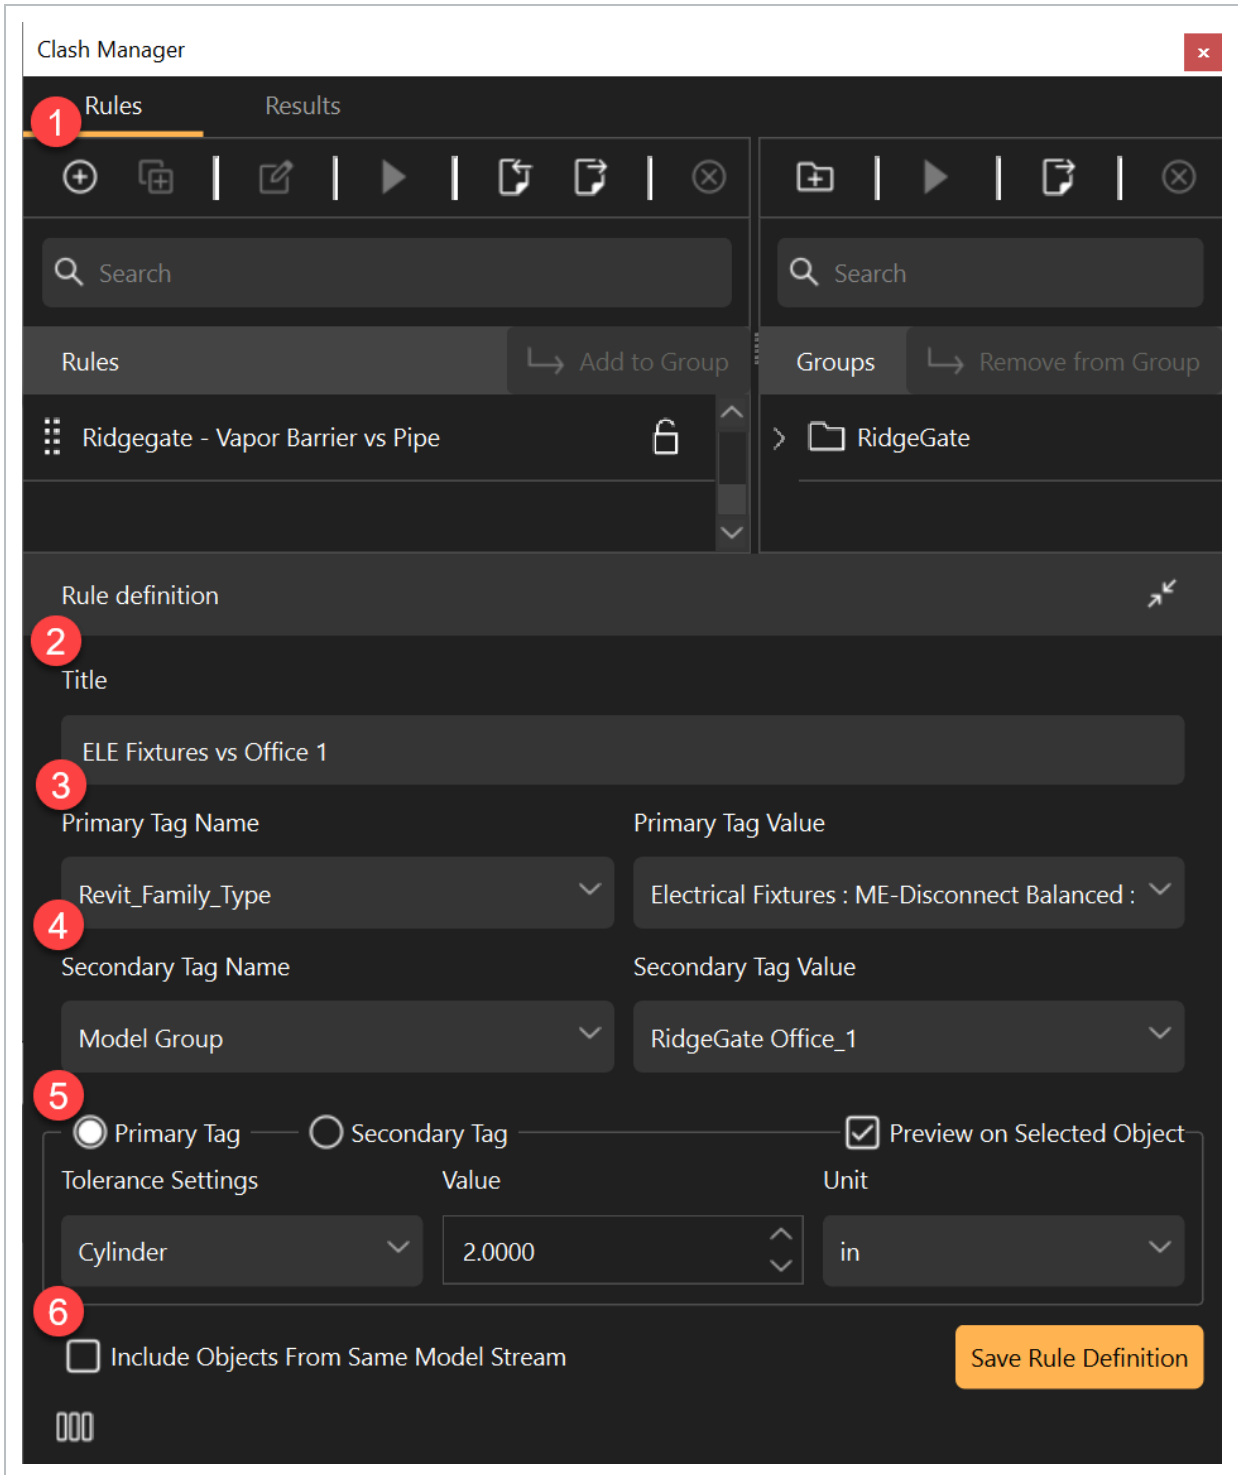 Clash Manager
x
1
Rules
Results
Search
Search
Rules
Add to Group
Groups
Remove from Group
Ridgegate - Vapor Barrier vs Pipe
RidgeGate
Rule definition
2
Title
ELE Fixtures vs Office 1
3
Primary Tag Name
Primary Tag Value
Revit_Family_Type
Electrical Fixtures : ME-Disconnect Balanced :
4
Secondary Tag Name
Secondary Tag Value
Model Group
RidgeGate Office_1
5
Primary Tag
Secondary Tag
Preview on Selected Object
Tolerance Settings
Value
Unit
Cylinder
2.0000
in
6
Include Objects From Same Model Stream
Save Rule Definition